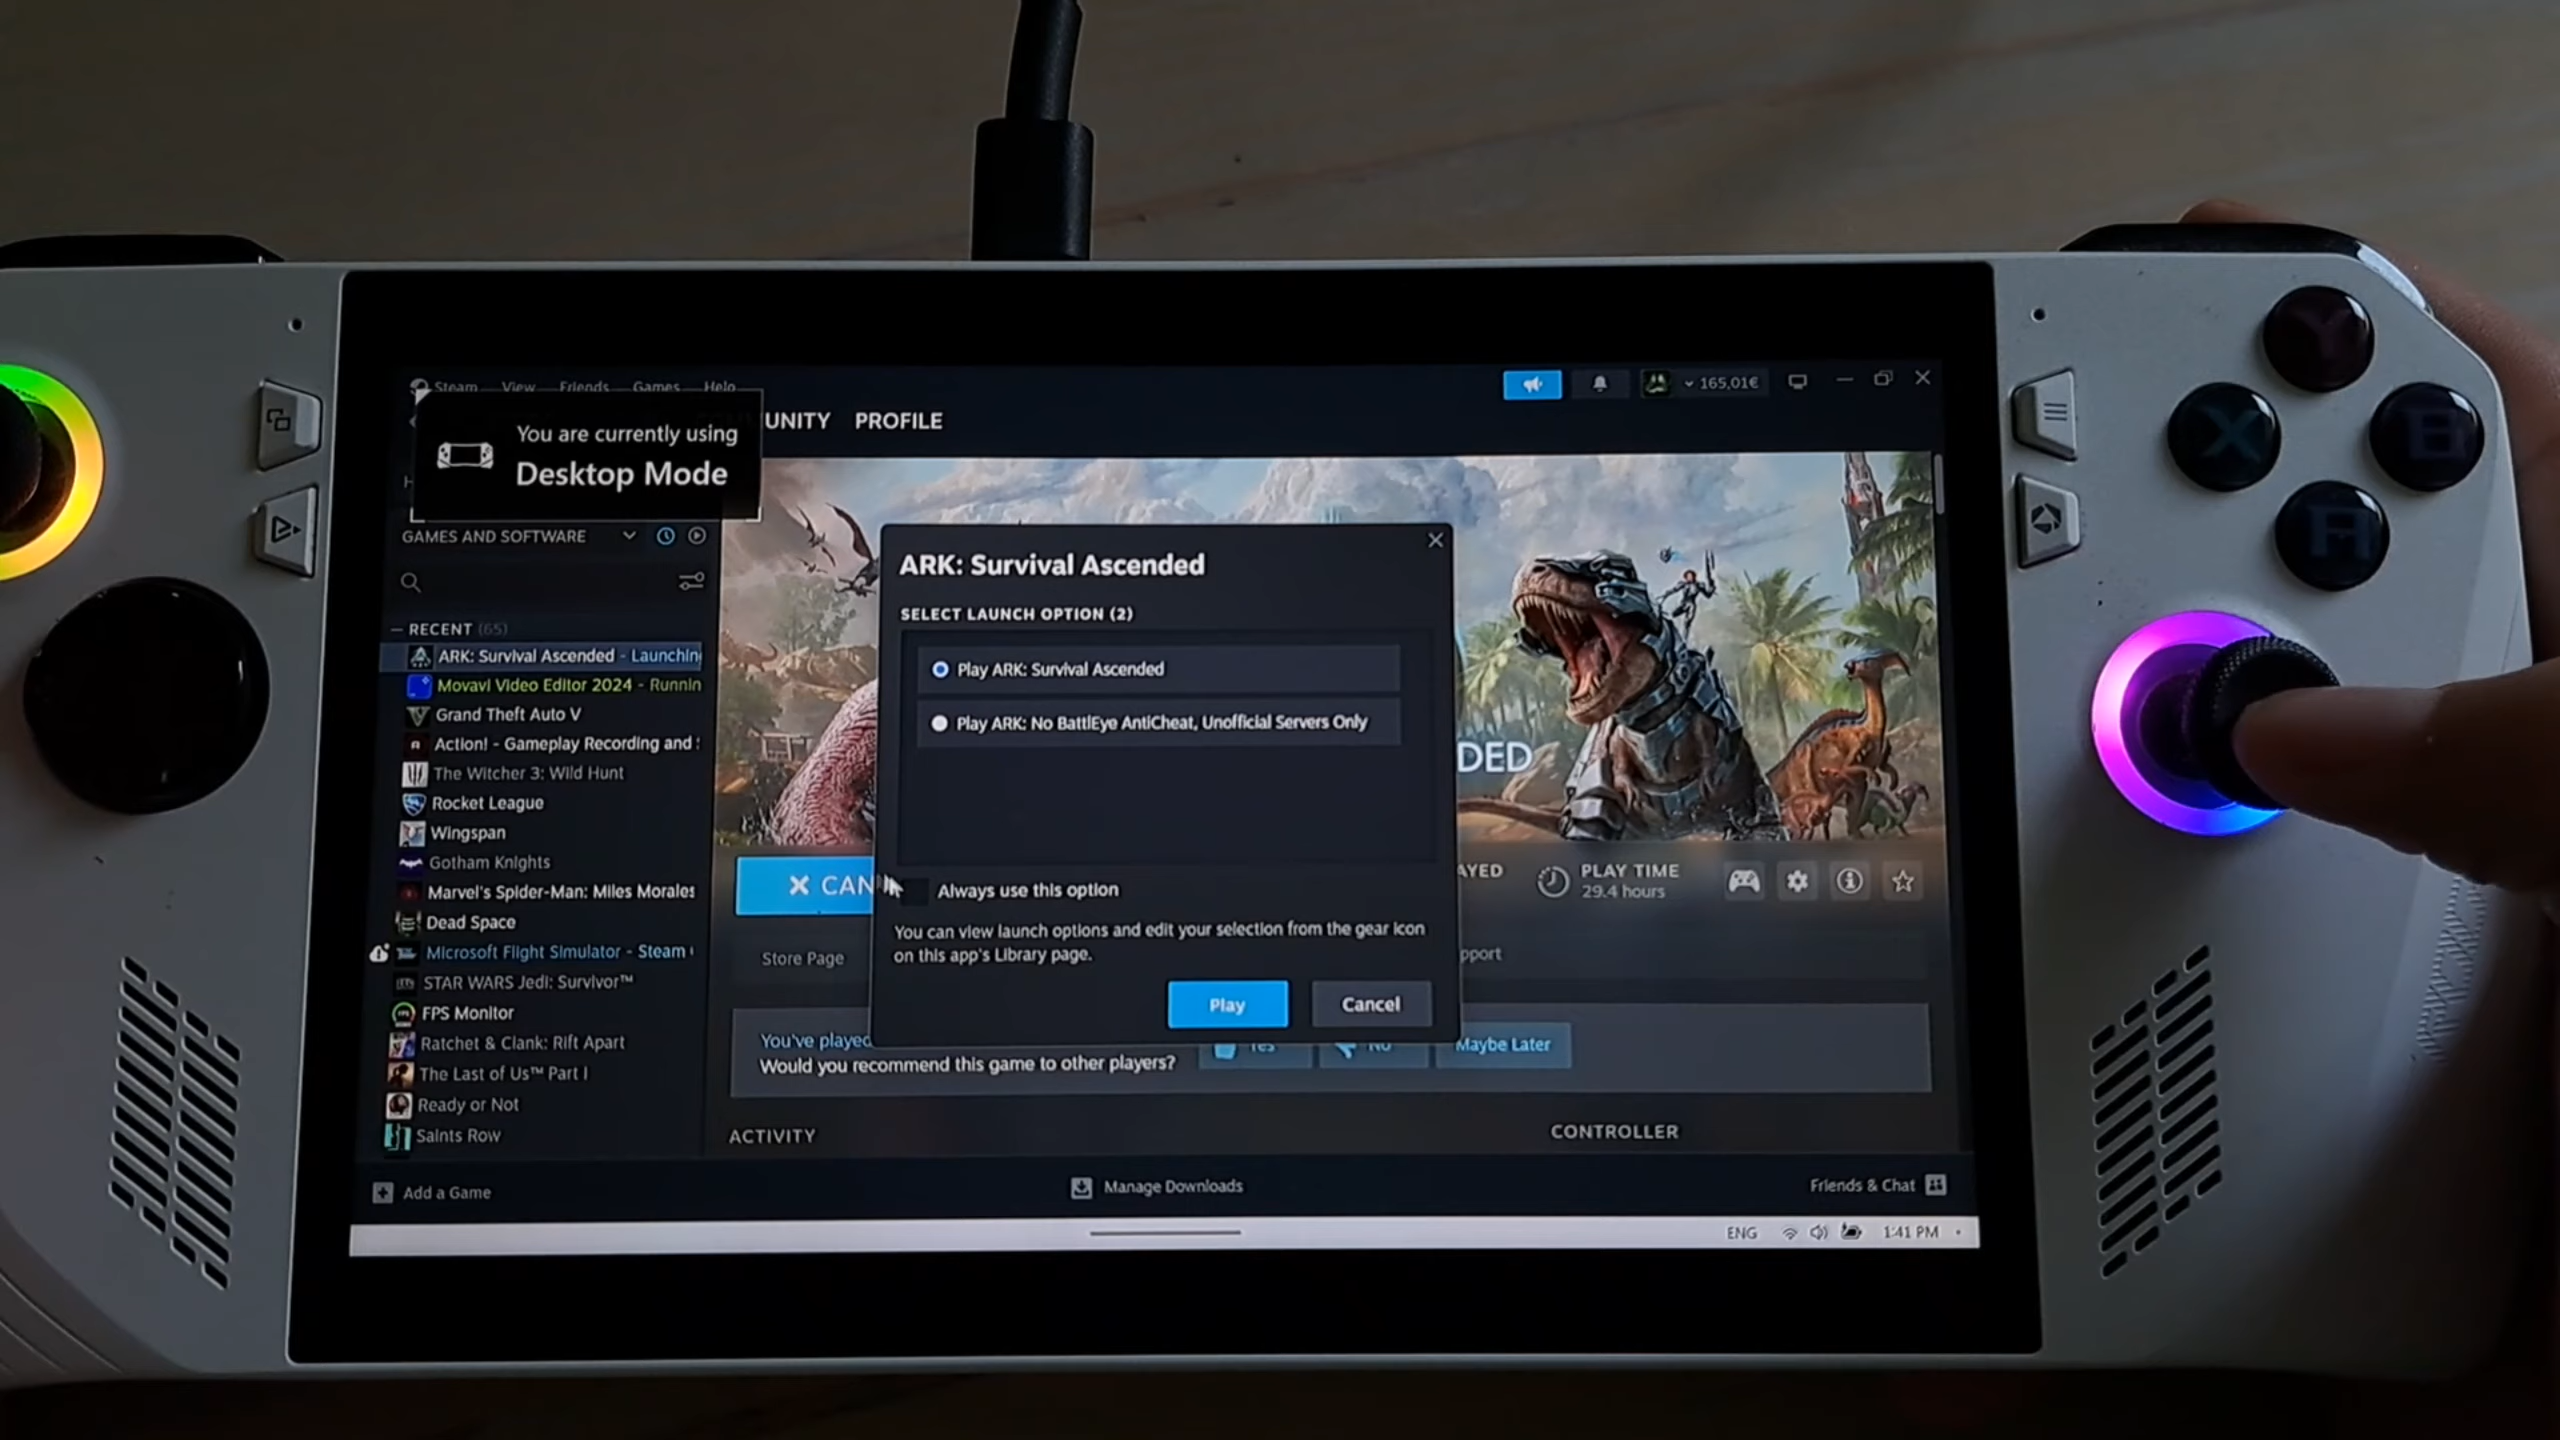 Steam View Friends Games Help
165,01€
You are currently using
Desktop Mode
UNITY PROFILE
GAMES AND SOFTWARE
RECENT (65)
ARK: Survival Ascended - Launching
Movavi Video Editor 2024 - Runnin
Grand Theft Auto V
Action! - Gameplay Recording and
The Witcher 3: Wild Hunt
Rocket League
Wingspan
Gotham Knights
Marvel's Spider-Man: Miles Morales
Dead Space
Microsoft Flight Simulator - Steam
STAR WARS Jedi: Survivor™
FPS Monitor
Ratchet & Clank: Rift Apart
The Last of Us™ Part I
Ready or Not
Saints Row
ARK: Survival Ascended
SELECT LAUNCH OPTION (2)
Play ARK: Survival Ascended
Play ARK: No BattlEye AntiCheat, Unofficial Servers Only
Always use this option
You can view launch options and edit your selection from the gear icon
on this app's Library page.
Play Cancel
DED
CAN
AYED
PLAY TIME
29.4 hours
Store Page
pport
You've played
Would you recommend this game to other players?
Yes No Maybe Later
ACTIVITY
CONTROLLER
Add a Game
Manage Downloads
Friends & Chat
ENG 1:41 PM
Y
X
B
A